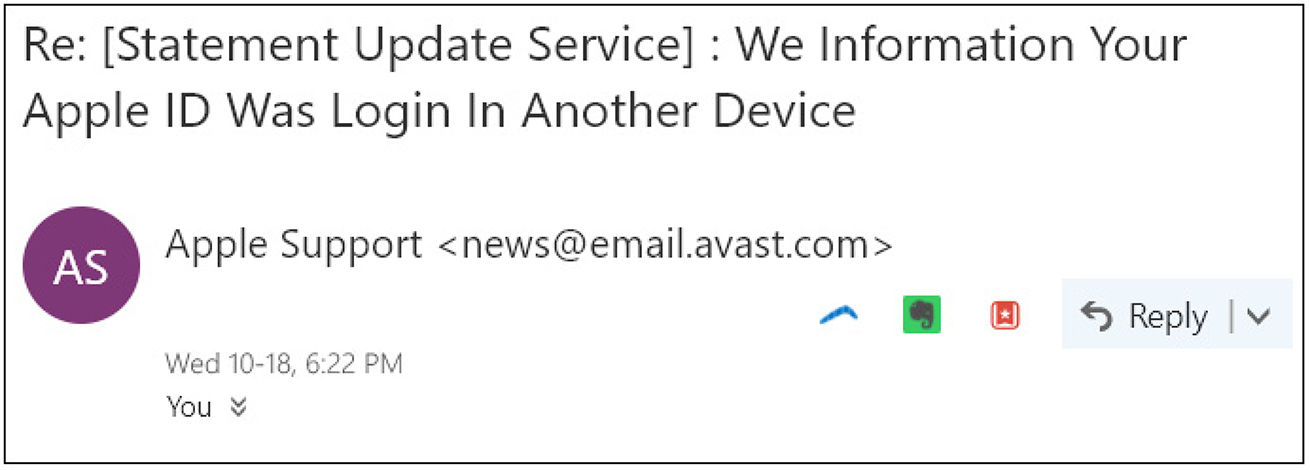 Re: [Statement Update Service] : We Information Your
Apple ID Was Login In Another Device
AS
Apple Support <news@email.avast.com>
Reply
Wed 10-18, 6:22 PM
You